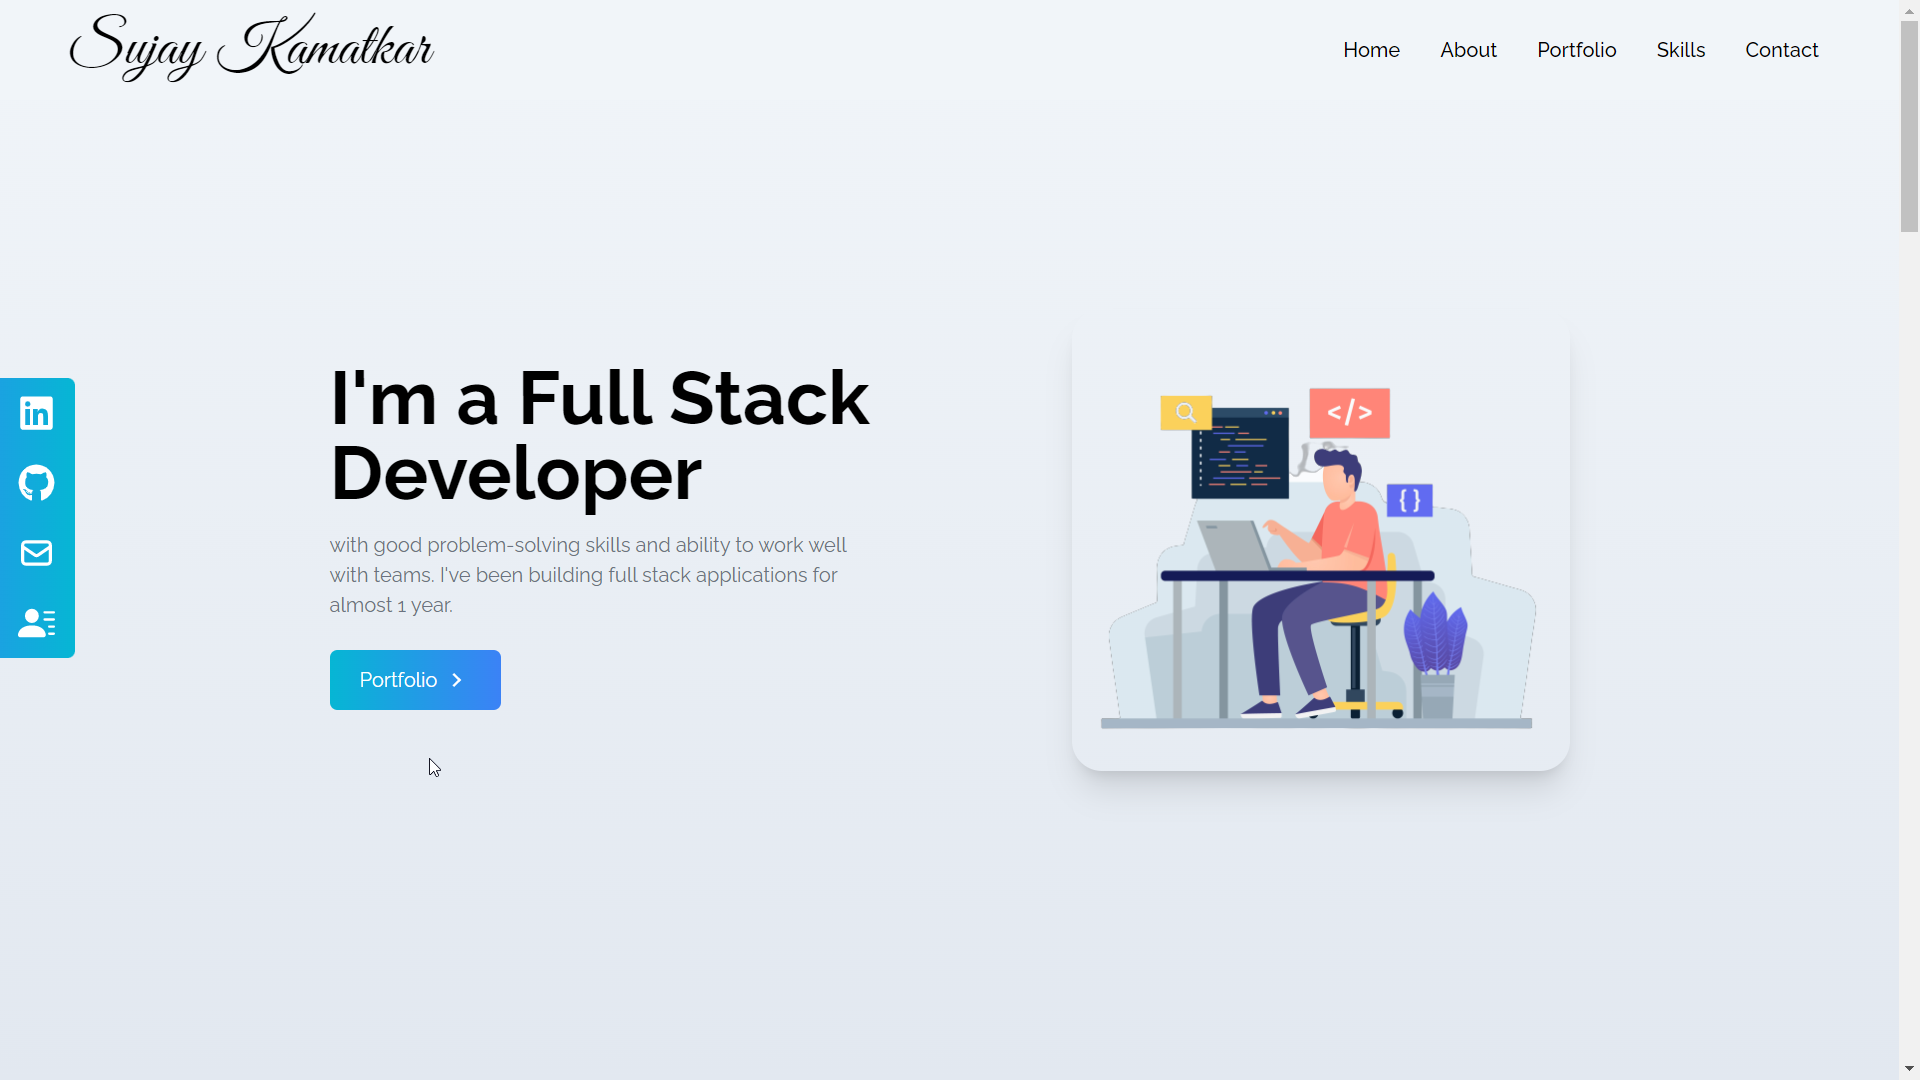 Sujay Kamatkar
Home About Portfolio Skills Contact
I'm a Full Stack
Developer
with good problem-solving skills and ability to work well
with teams. I've been building full stack applications for
almost 1 year.
Portfolio
in
</>
{ }